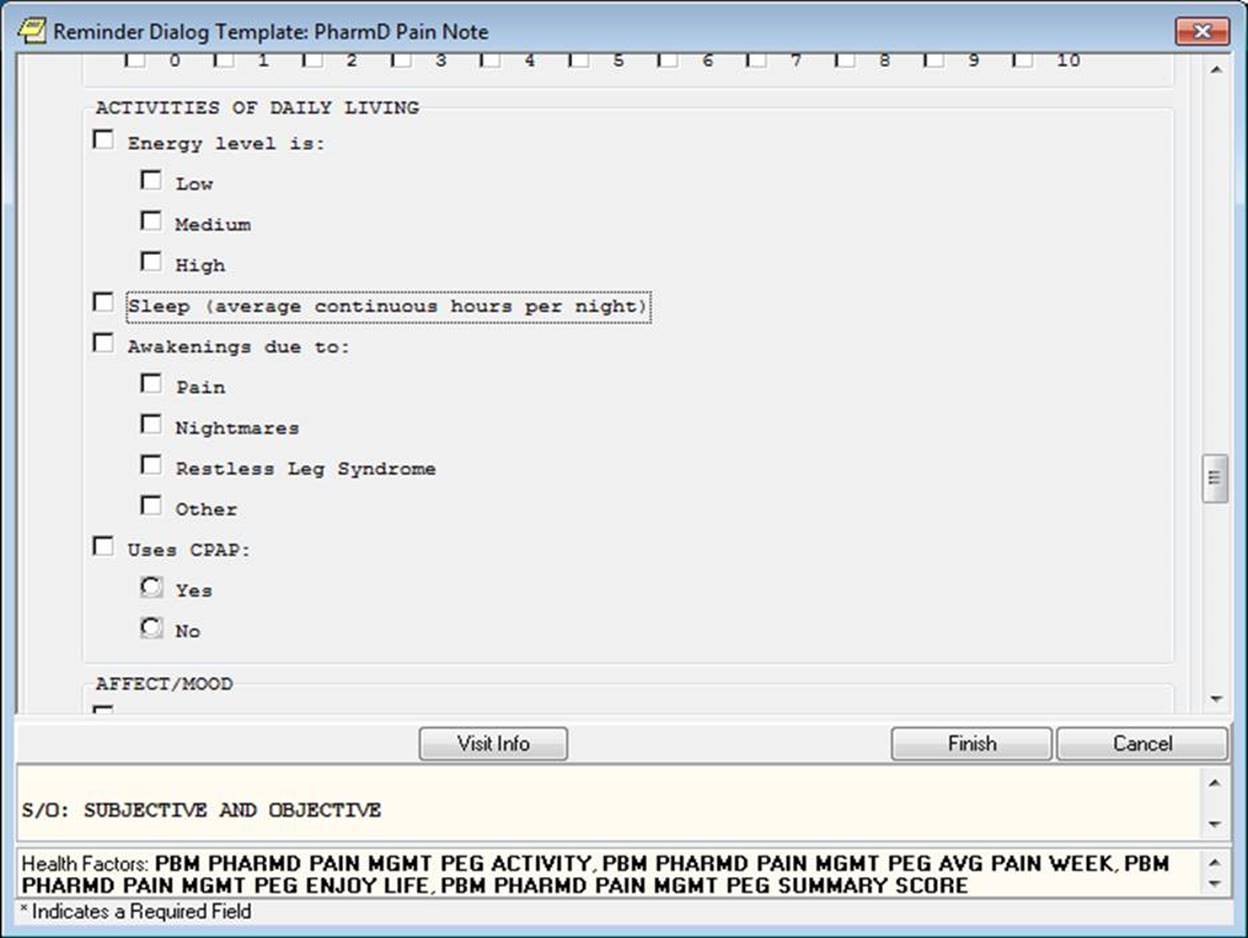 Reminder Dialog Template: PharmD Pain Note
0 1 2 3 4 5 6 7 8 9 10
ACTIVITIES OF DAILY LIVING
Energy level is:
Low
Medium
High
Sleep (average continuous hours per night)
Awakenings due to:
Pain
Nightmares
Restless Leg Syndrome
Other
Uses CPAP:
Yes
No
AFFECT/MOOD
Visit Info Finish Cancel
S/O: SUBJECTIVE AND OBJECTIVE
Health Factors: PBM PHARMD PAIN MGMT PEG ACTIVITY, PBM PHARMD PAIN MGMT PEG AVG PAIN WEEK, PBM
PHARMD PAIN MGMT PEG ENJOY LIFE, PBM PHARMD PAIN MGMT PEG SUMMARY SCORE
* Indicates a Required Field